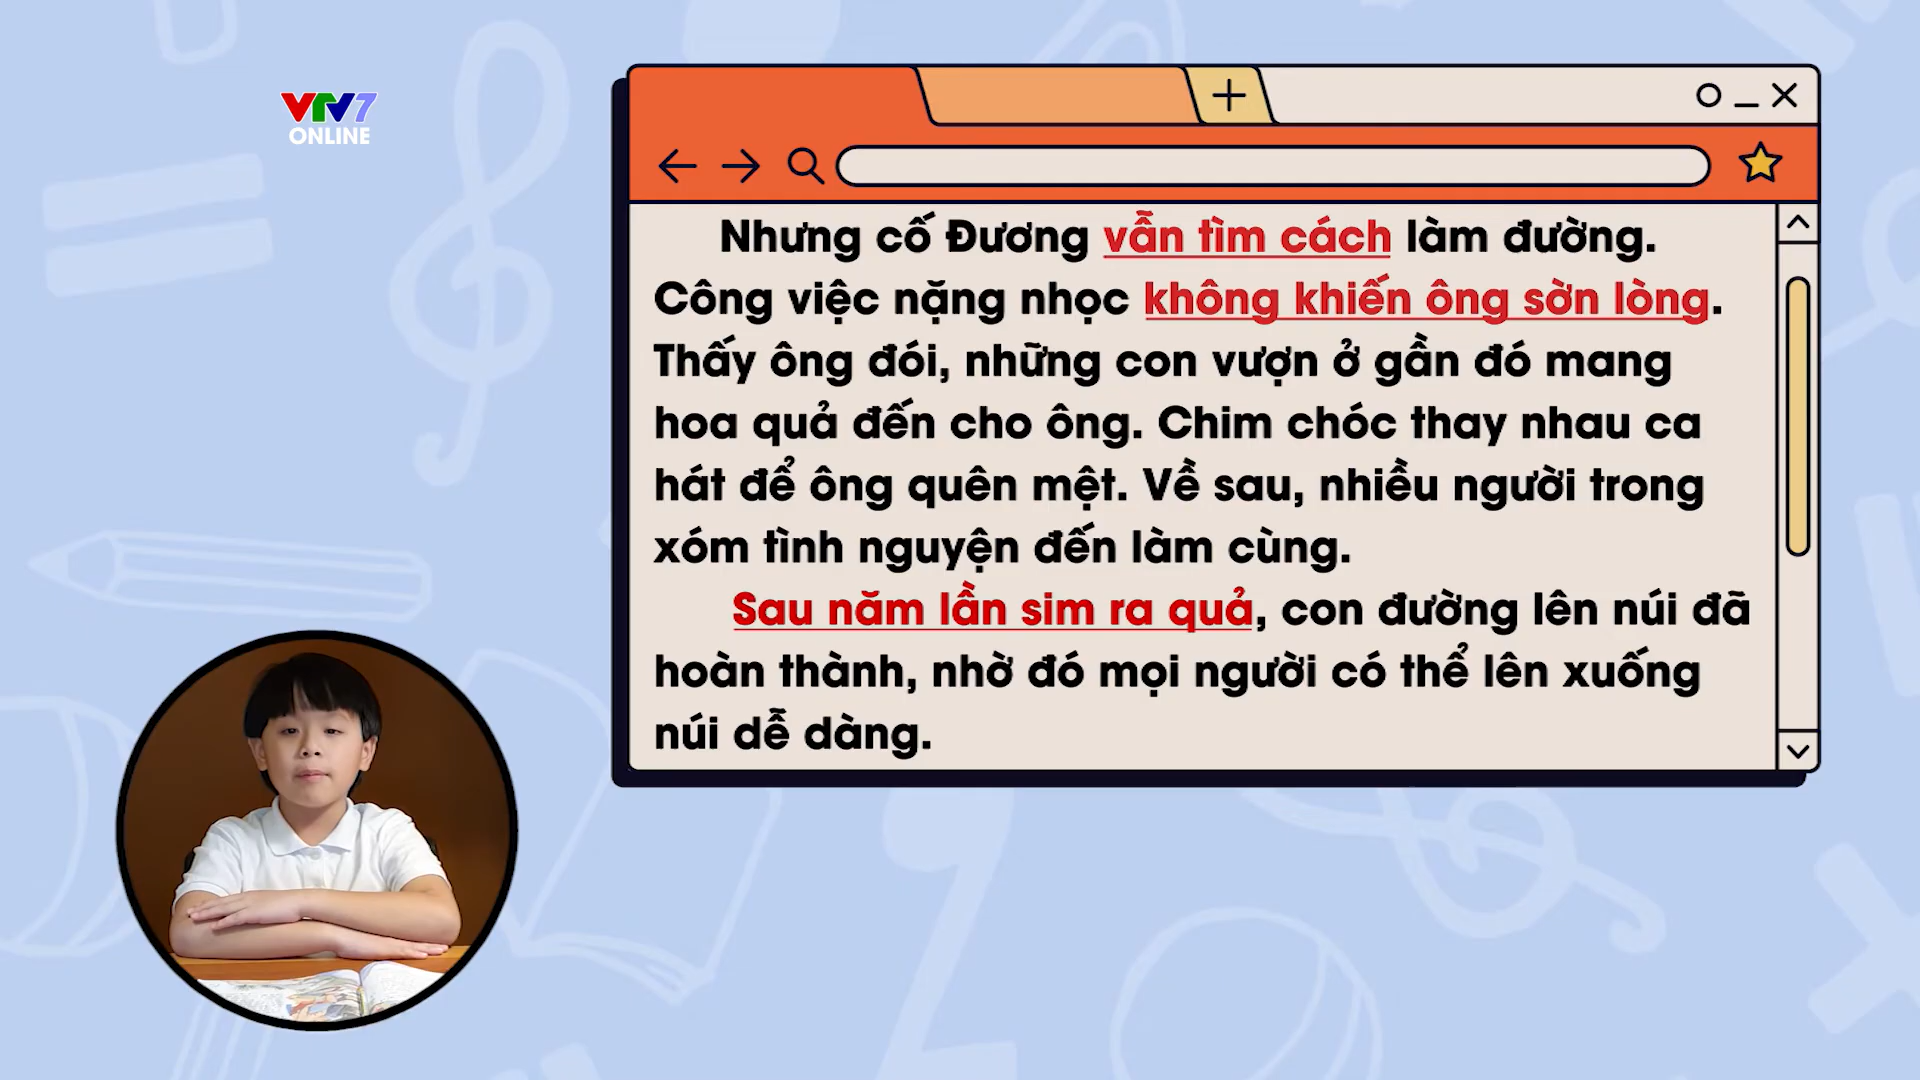 VTV7
ONLINE
Nhưng cố Đương vẫn tìm cách làm đường.
Công việc nặng nhọc không khiến ông sờn lòng.
Thấy ông đói, những con vượn ở gần đó mang
hoa quả đến cho ông. Chim chóc thay nhau ca
hát để ông quên mệt. Về sau, nhiều người trong
xóm tình nguyện đến làm cùng.
Sau năm lần sim ra quả, con đường lên núi đã
hoàn thành, nhờ đó mọi người có thể lên xuống
núi dễ dàng.